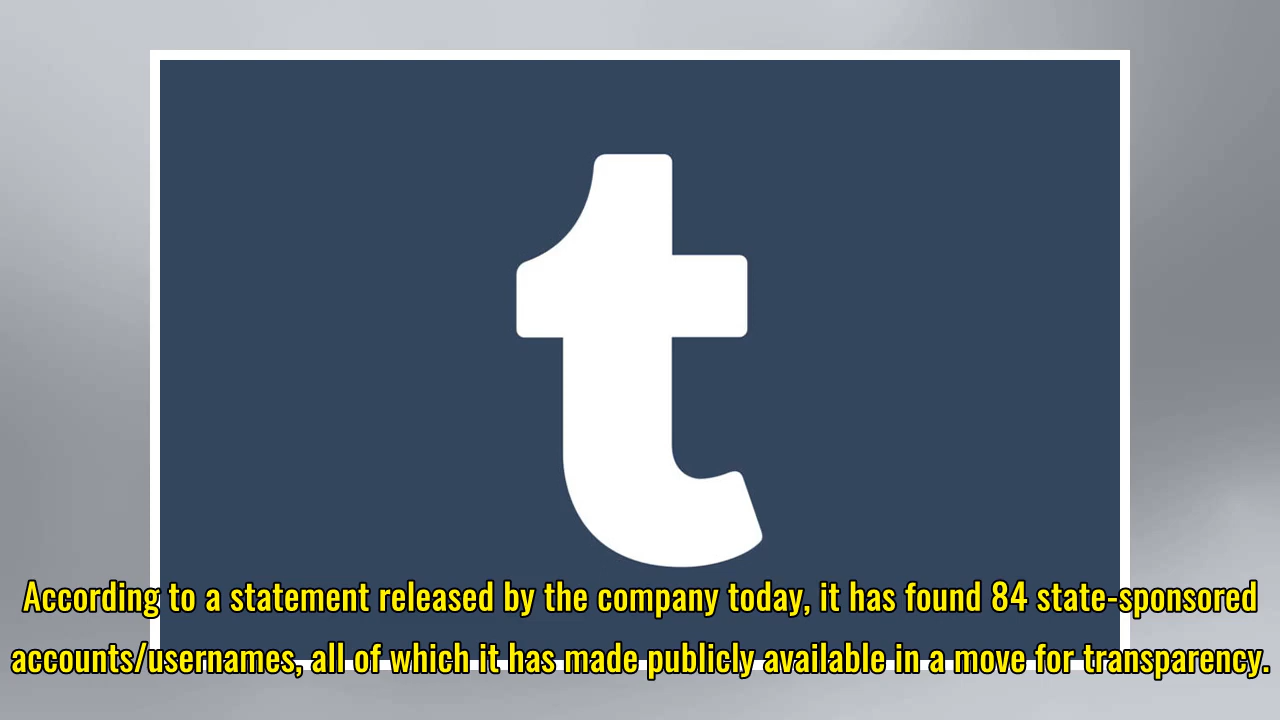 t
According to a statement released by the company today, it has found 84 state-sponsored
accounts/usernames, all of which it has made publicly available in a move for transparency.